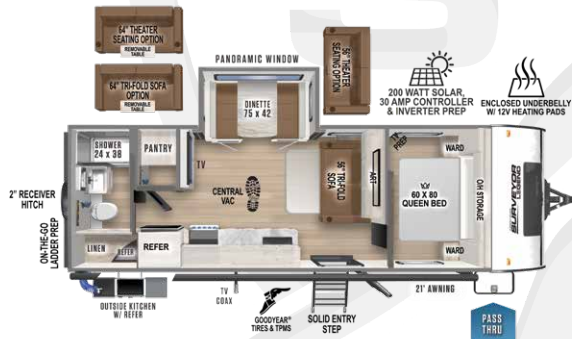 64" THEATER
SEATING OPTION
REMOVABLE
TABLE
64" TRI-FOLD SOFA
OPTION
REMOVABLE
TABLE
PANORAMIC WINDOW
56" THEATER
SEATING OPTION
200 WATT SOLAR,
30 AMP CONTROLLER
& INVERTER PREP
ENCLOSED UNDERBELLY
W/ 12V HEATING PADS
DINETTE
75 x 42
SHOWER
24 x 38
PANTRY
TV
TV
PREP
WARD
2" RECEIVER
HITCH
CENTRAL
VAC
56" TRI-FOLD
SOFA
ART
60 X 80
QUEEN BED
O/H STORAGE
SURVEYOR
LEGEND
ON-THE-GO
LADDER PREP
LINEN
REFER
REFER
WARD
OUTSIDE KITCHEN
W/ REFER
TV
COAX
GOODYEAR®
TIRES & TPMS
SOLID ENTRY
STEP
21' AWNING
PASS
THRU